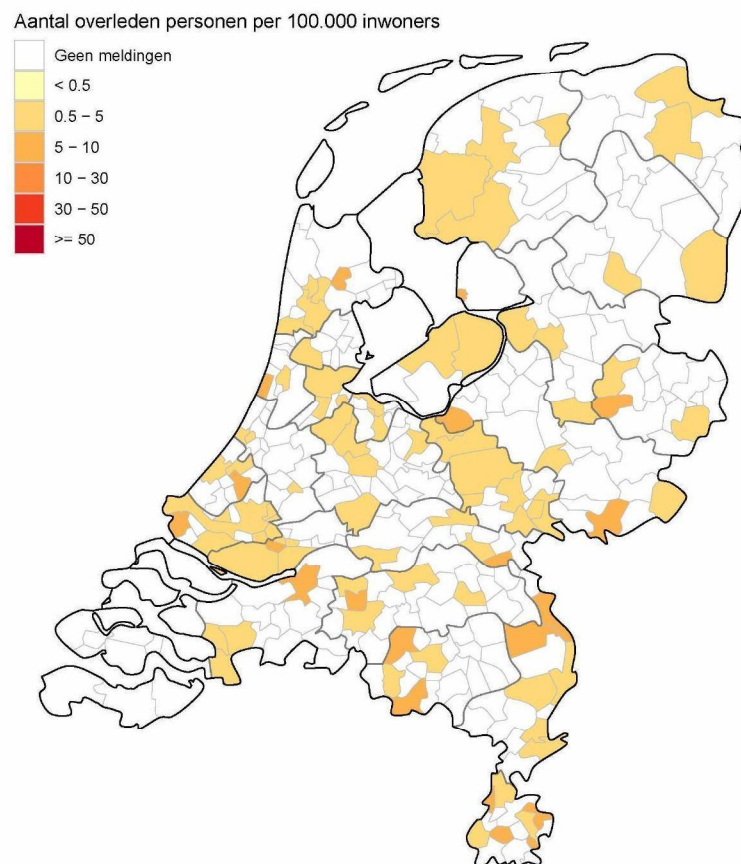 Aantal overleden personen per 100.000 inwoners
Geen meldingen
< 0.5
0.5 − 5
5 − 10
10 − 30
30 − 50
>= 50